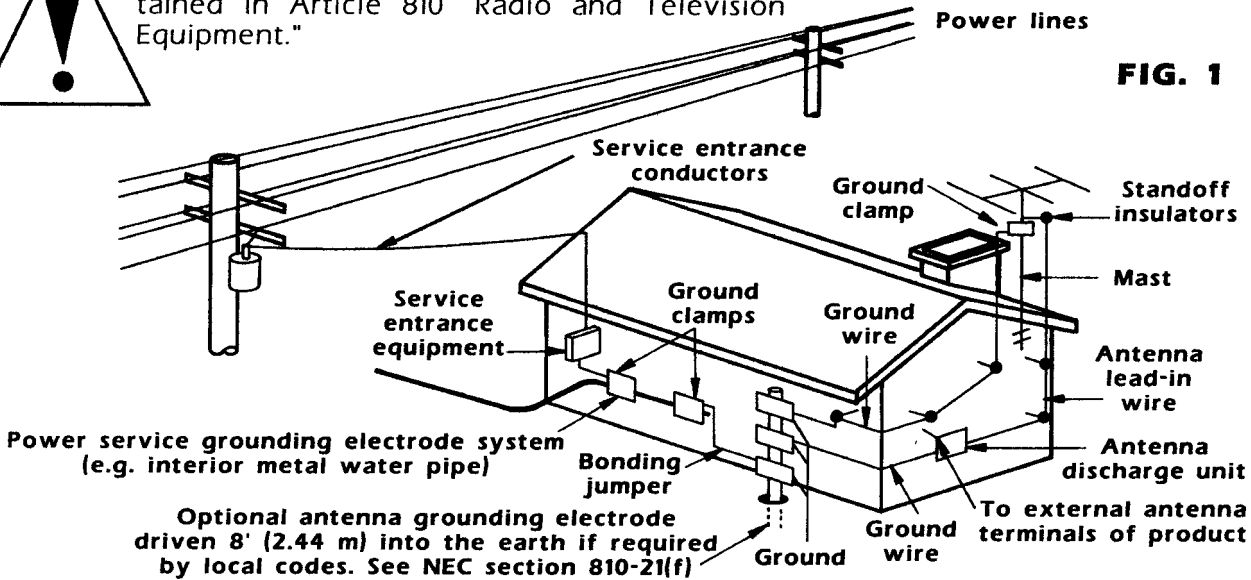 tained in Article 810 "Radio and Television
Equipment."
Power lines
FIG. 1
Service entrance
conductors
Ground
clamp
Standoff
insulators
Mast
Service
entrance
equipment
Ground
clamps
Ground
wire
Antenna
lead-in
wire
Power service grounding electrode system
(e.g. interior metal water pipe)
Bonding
jumper
Antenna
discharge unit
Optional antenna grounding electrode
driven 8' (2.44 m) into the earth if required
by local codes. See NEC section 810-21(f)
Ground
Ground
wire
To external antenna
terminals of product